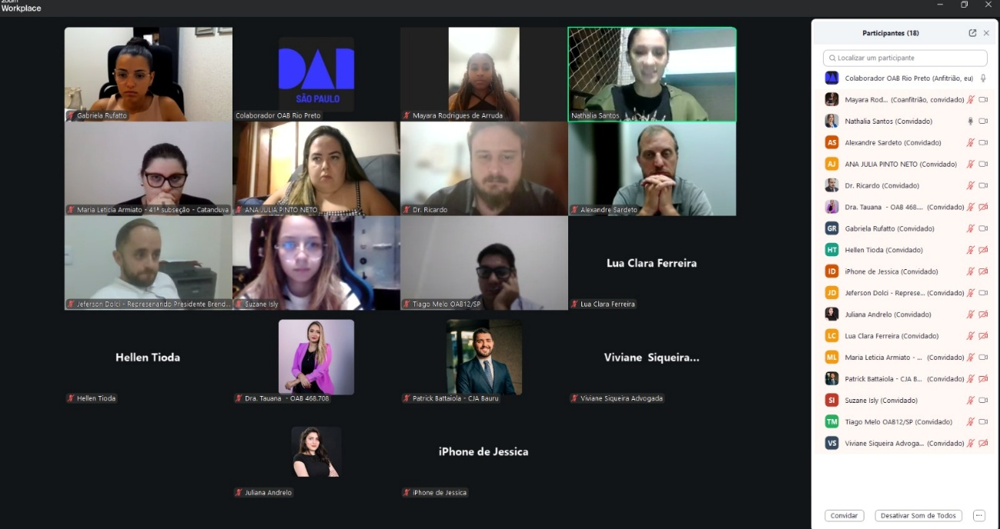 zoom
Workplace
Gabriela Rufatto
OAB
SÃO PAULO
Colaborador OAB Rio Preto
Mayara Rodrigues de Arruda
Nathalia Santos
Maria Leticia Armiato - 41ª subseção - Catanduva
ANA JULIA PINTO NETO
Dr. Ricardo
Alexandre Sardeto
Jeferson Dolci - Represenando Presidente Brend...
Suzane Isly
Tiago Melo OAB12/SP
Lua Clara Ferreira
Lua Clara Ferreira
Hellen Tioda
Hellen Tioda
Dra. Tauana - OAB 468.708
Patrick Battaiola - CJA Bauru
Viviane Siqueira...
Viviane Siqueira Advogada
Juliana Andrelo
iPhone de Jessica
iPhone de Jessica
Participantes (18)
Localizar um participante
Colaborador OAB Rio Preto (Anfitrião, eu)
Mayara Rod... (Coanfitrião, convidado)
Nathalia Santos (Convidado)
AS Alexandre Sardeto (Convidado)
AJ ANA JULIA PINTO NETO (Convidado)
Dr. Ricardo (Convidado)
Dra. Tauana - OAB 468.... (Convidado)
GR Gabriela Rufatto (Convidado)
HT Hellen Tioda (Convidado)
ID iPhone de Jessica (Convidado)
JD Jeferson Dolci - Represe... (Convidado)
Juliana Andrelo (Convidado)
LC Lua Clara Ferreira (Convidado)
ML Maria Leticia Armiato - ... (Convidado)
Patrick Battaiola - CJA B... (Convidado)
SI Suzane Isly (Convidado)
TM Tiago Melo OAB12/SP (Convidado)
VS Viviane Siqueira Advoga... (Convidado)
Convidar
Desativar Som de Todos
...